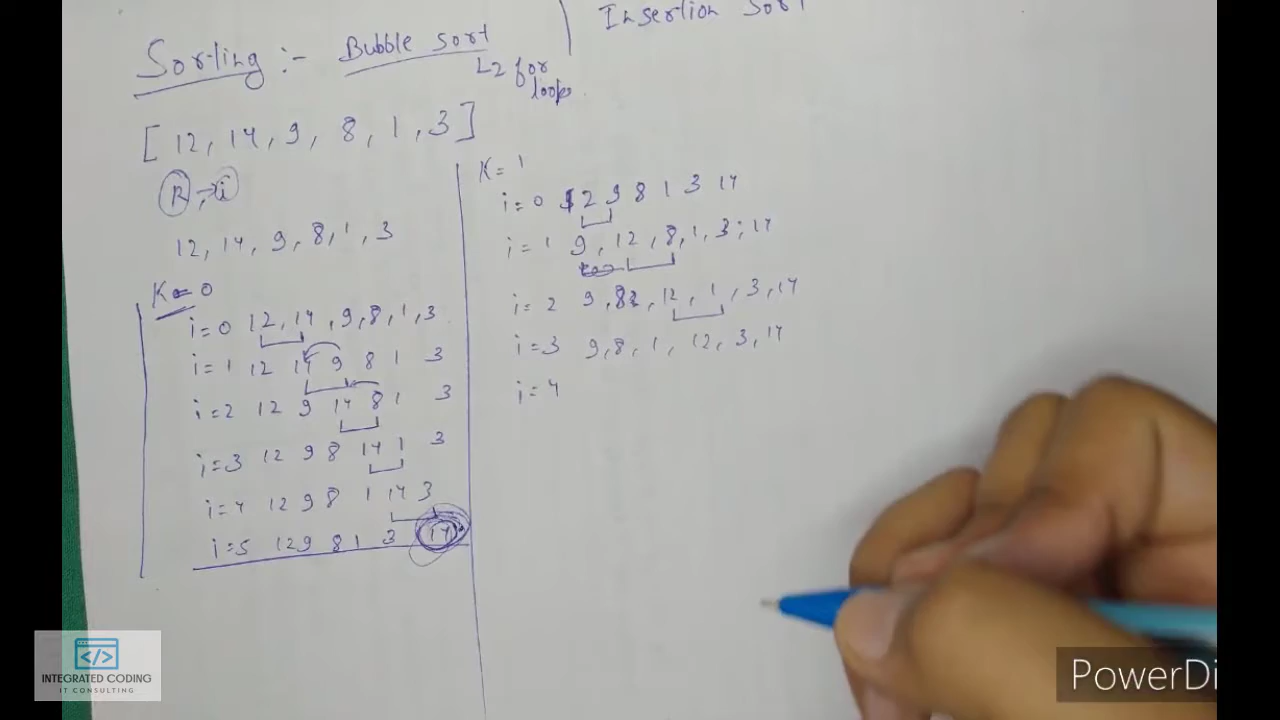 Sorting :- Bubble sort
L2 for
loops
Insertion Sort
[12, 14, 9, 8, 1, 3]
K, i
12, 14, 9, 8, 1, 3
K = 0
i=0 12, 14, 9, 8, 1, 3
i=1 12 14 9 8 1 3
i=2 12 9 14 8 1 3
i=3 12 9 8 14 1 3
i=4 12 9 8 1 14 3
i=5 12 9 8 1 3 14
K= 1
i=0 12 9 8 1 3 14
i=1 9, 12, 8, 1, 3, 14
i=2 9, 8, 12, 1, 3, 14
i=3 9, 8, 1, 12, 3, 14
i=4
INTEGRATED CODING
IT CONSULTING
PowerDi